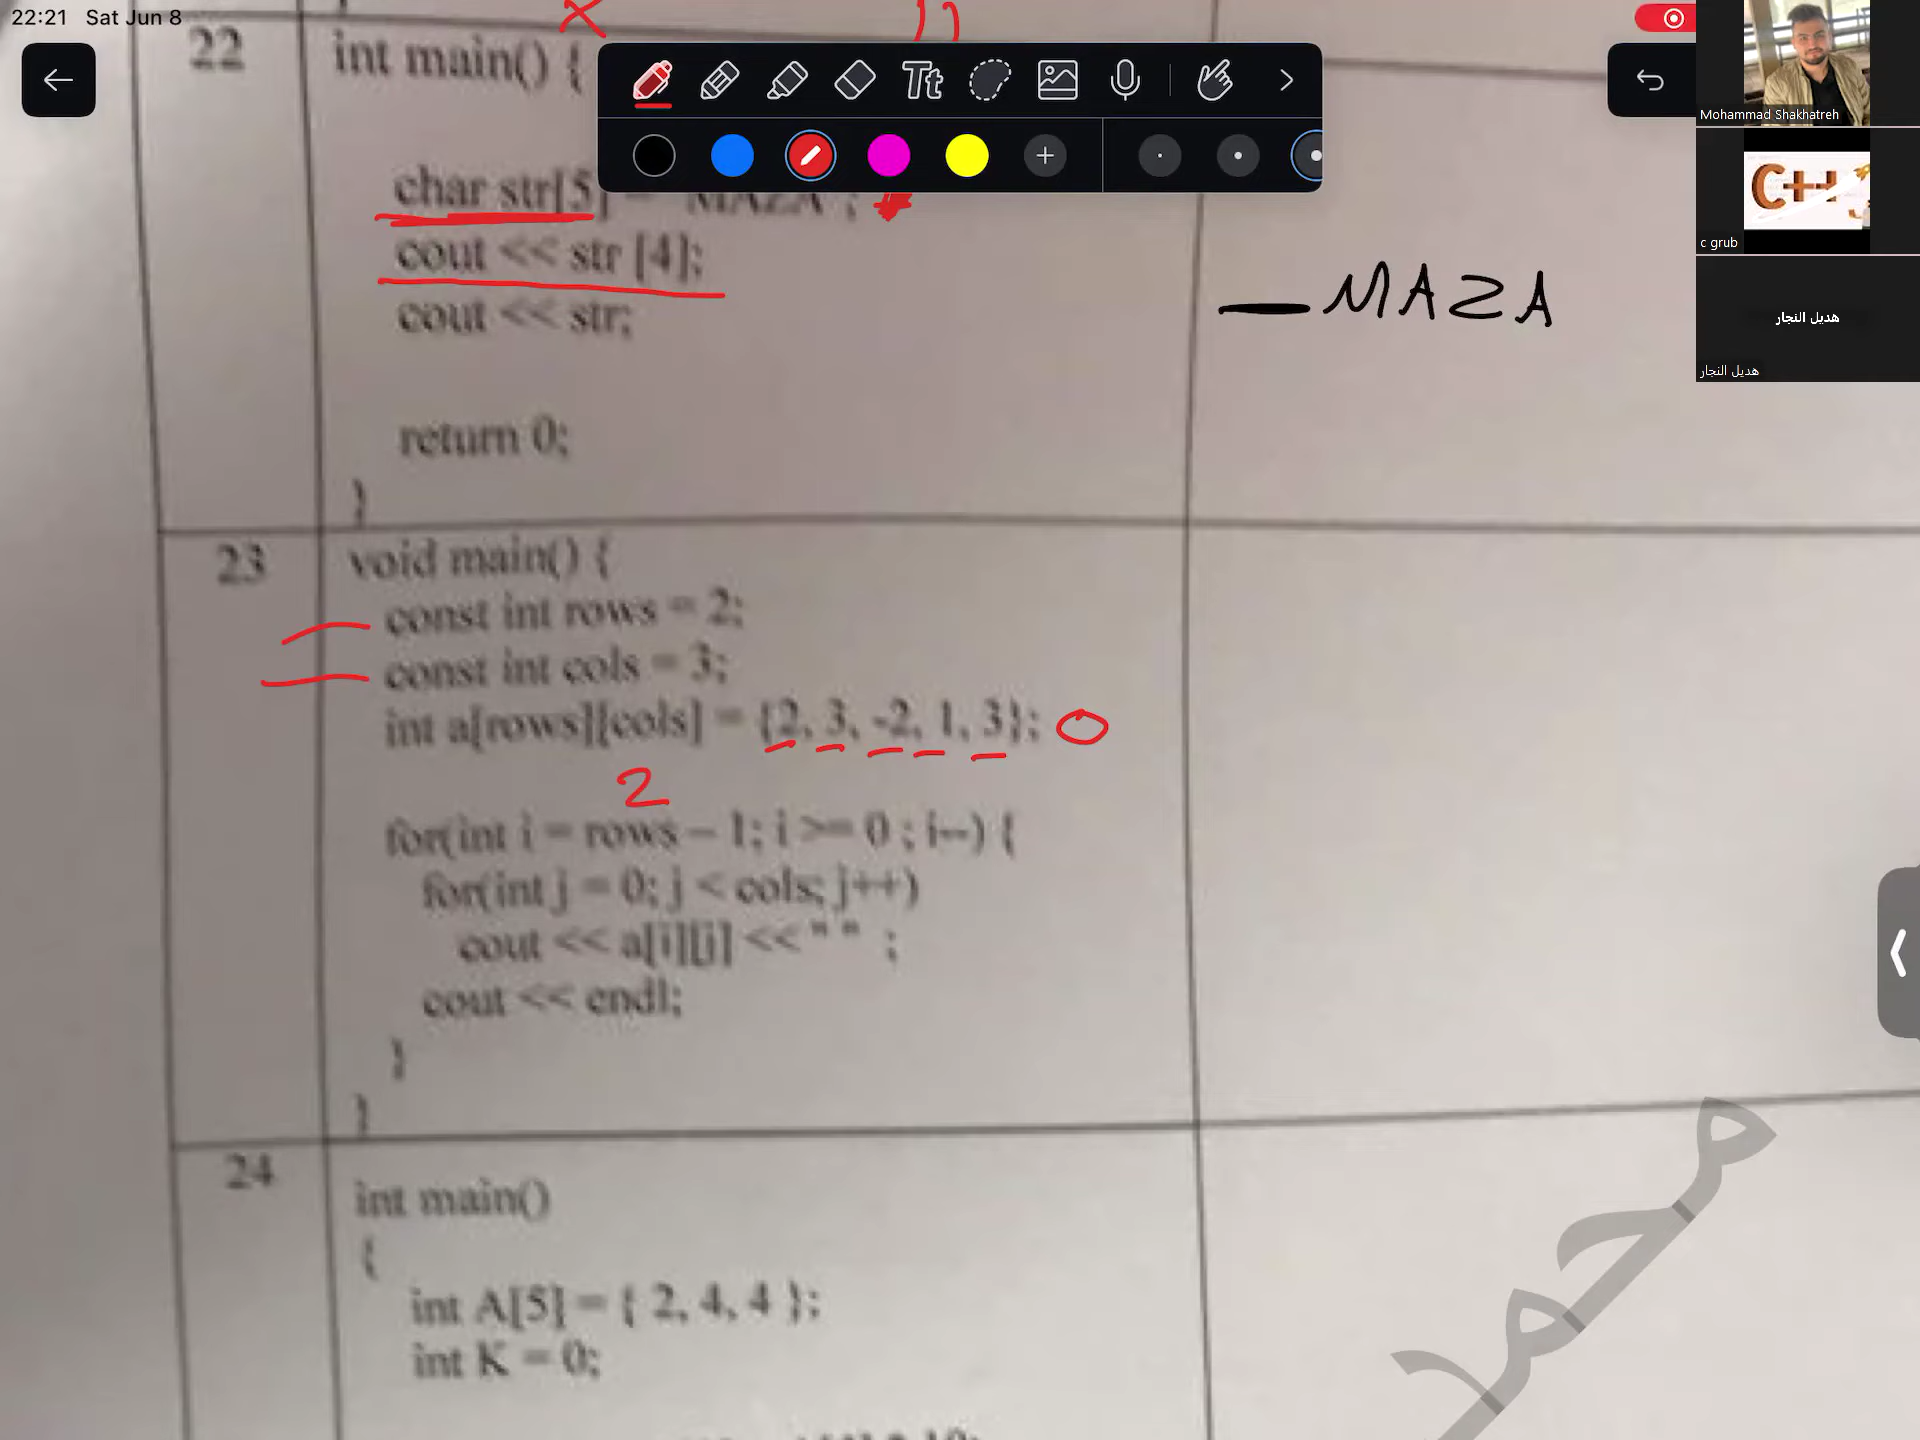 22:21 Sat Jun 8
22
int main() {
Tt
Mohammad Shakhatreh
char str[5] = "MAZA";
C++
c grub
cout << str [4];
cout << str;
— MAZA
هديل النجار
هديل النجار
return 0;
}
23
void main() {
const int rows = 2;
const int cols = 3;
int a[rows][cols] = {2, 3, -2, 1, 3}; 0
2
for(int i = rows – 1; i >= 0 ; i--) {
for(int j = 0; j < cols; j++)
cout << a[i][j] << " " ;
cout << endl;
}
}
24
int main()
{
int A[5] = { 2, 4, 4 };
int K = 0;
محمد